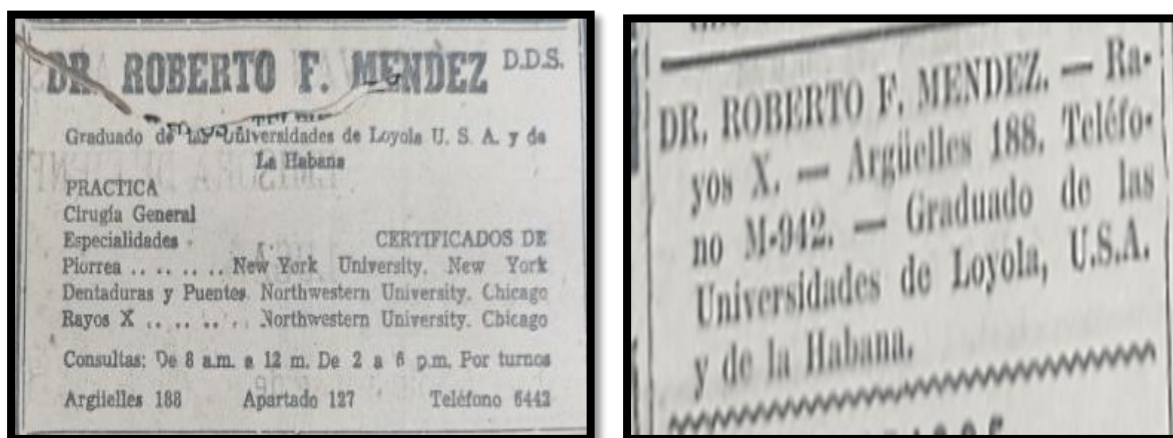 DR. ROBERTO F. MENDEZ D.D.S.
Graduado de las Universidades de Loyola U. S. A. y de
La Habana
PRACTICA
Cirugía General
Especialidades CERTIFICADOS DE
Piorrea .. .. .. .. New York University. New York
Dentaduras y Puentes. Northwestern University. Chicago
Rayos X .. .. .. .. Northwestern University. Chicago
Consultas: De 8 a.m. a 12 m. De 2 a 6 p.m. Por turnos
Argüelles 188 Apartado 127 Teléfono 6442
DR. ROBERTO F. MENDEZ. — Ra-
yos X. — Argüelles 188. Teléfo-
no M-942. — Graduado de las
Universidades de Loyola, U.S.A.
y de la Habana.